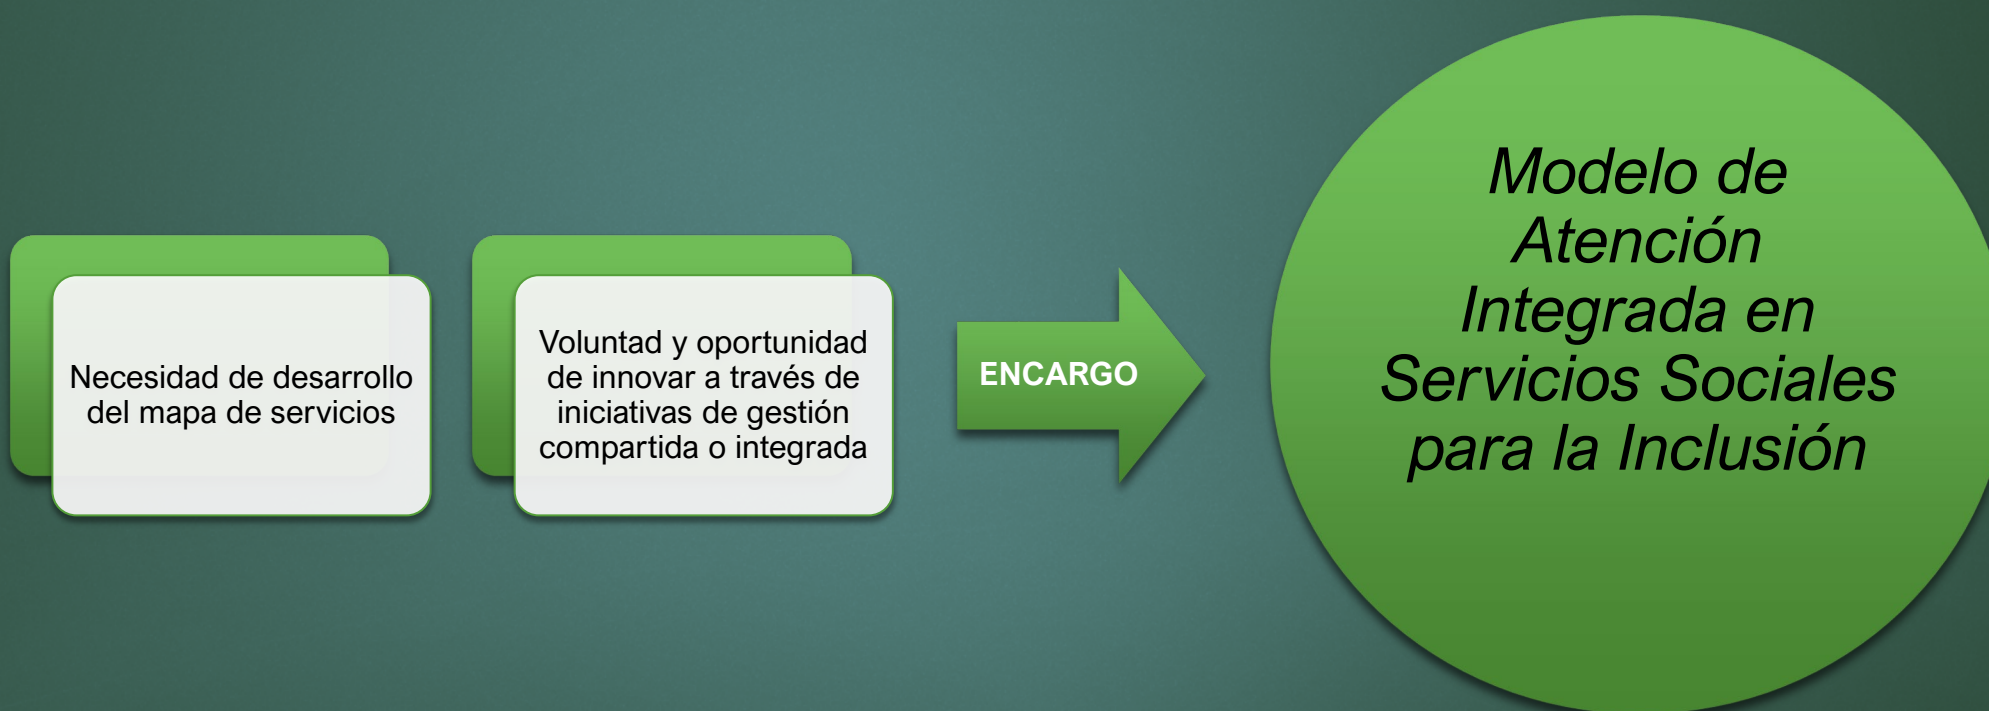 Necesidad de desarrollo
del mapa de servicios
Voluntad y oportunidad
de innovar a través de
iniciativas de gestión
compartida o integrada
ENCARGO
Modelo de
Atención
Integrada en
Servicios Sociales
para la Inclusión